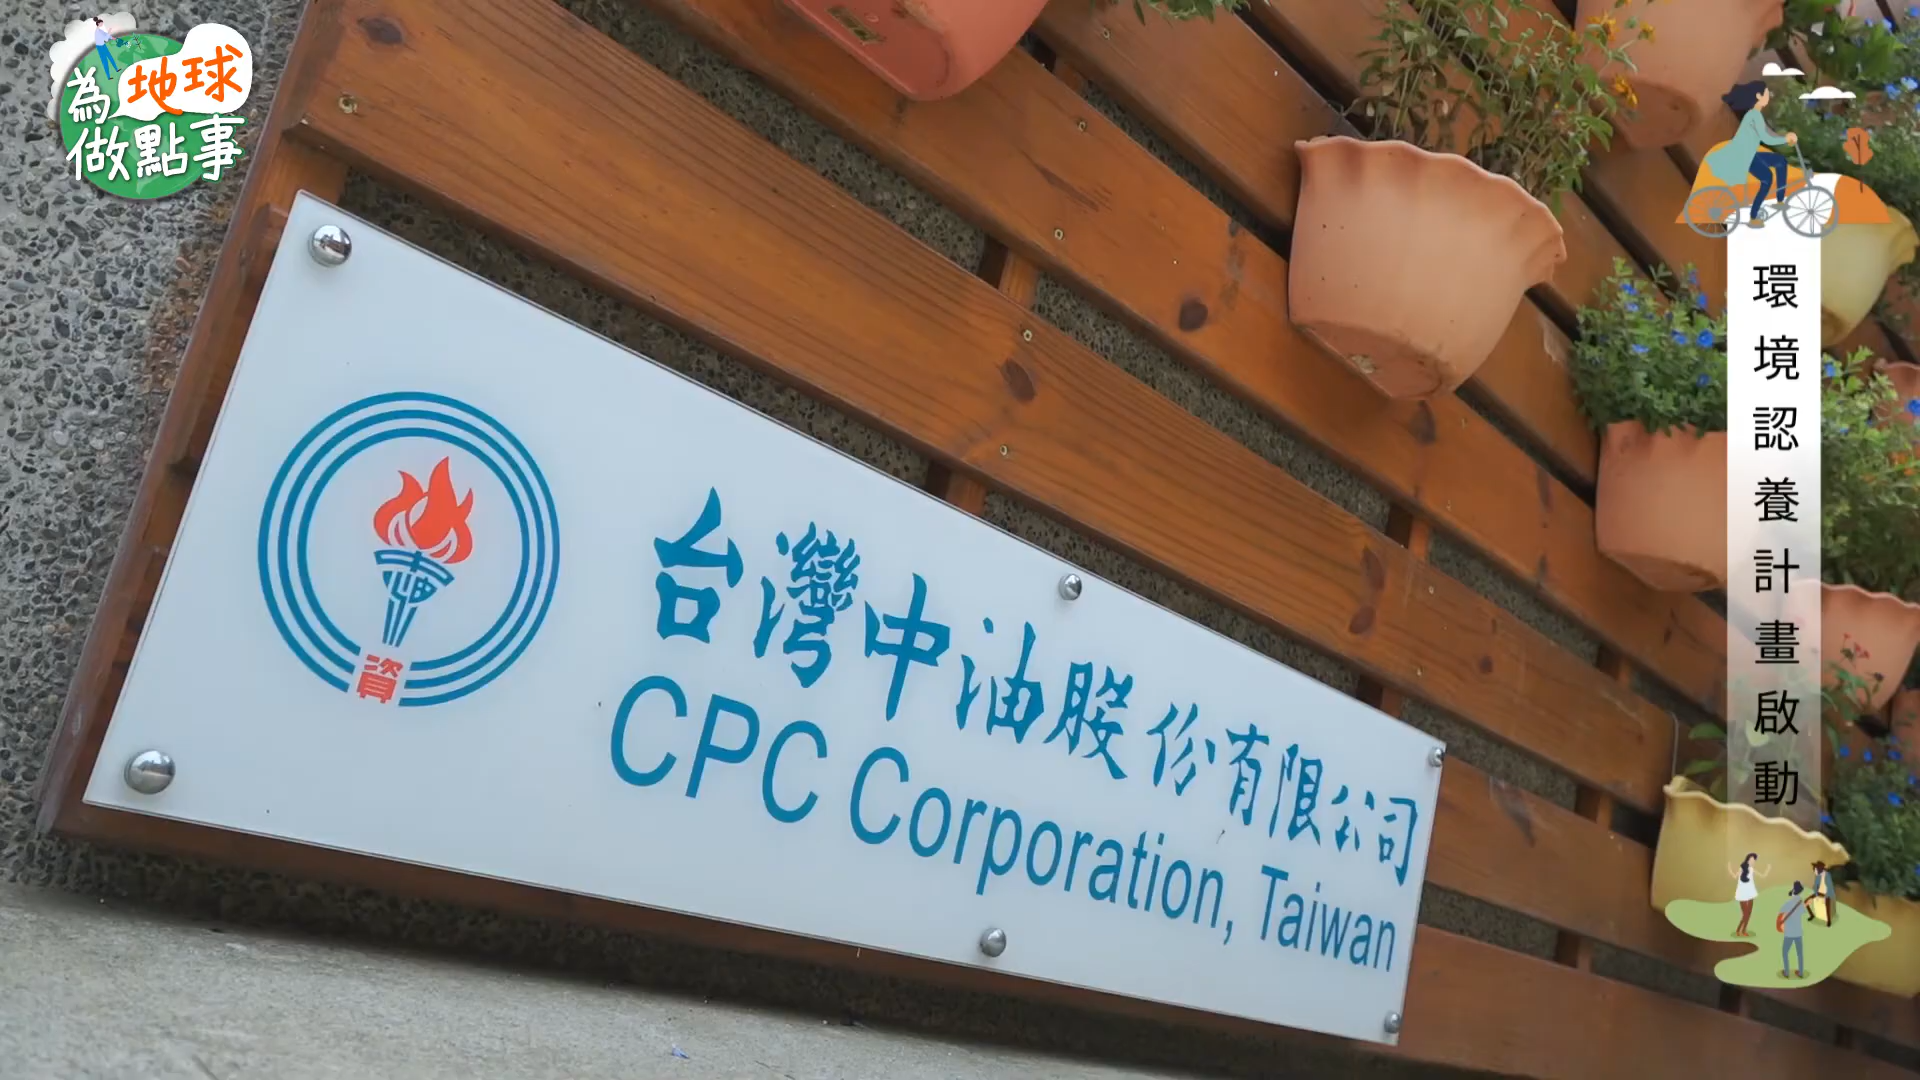 為地球
做點事
環境認養計畫啟動
資
台灣中油股份有限公司
CPC Corporation, Taiwan